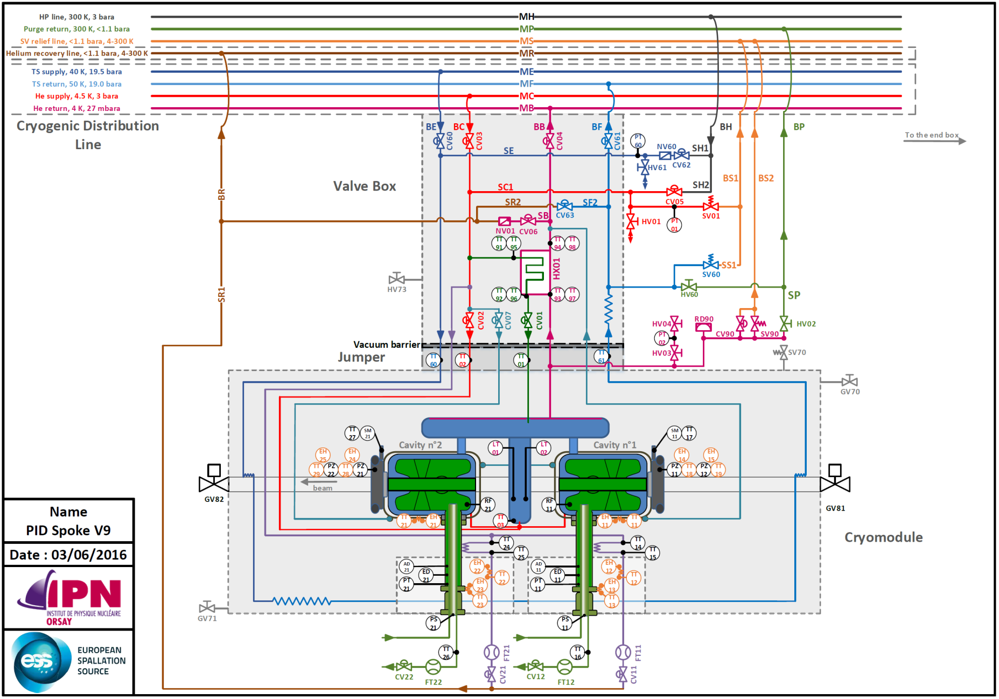 HP line, 300 K, 3 bara
MH
Purge return, 300 K, <1.1 bara
MP
SV relief line, <1.1 bara, 4-300 K
MS
Helium recovery line, <1.1 bara, 4-300 K
MR
TS supply, 40 K, 19.5 bara
ME
TS return, 50 K, 19.0 bara
MF
He supply, 4.5 K, 3 bara
MC
He return, 4 K, 27 mbara
MB
Cryogenic Distribution
Line
BE
BC
BB
BF
BH
BP
To the end box
CV60
CV03
CV04
CV61
PT
60
NV60
SH1
SE
HV61
CV62
BS1
BS2
Valve Box
SC1
SH2
BR
SR2
CV63
SF2
CV05
SV01
SB
NV01
CV06
HV01
PT
01
TT
91
TT
95
TT
94
TT
98
HX01
SS1
SV60
HV73
SR1
TT
92
TT
96
TT
93
TT
97
HV60
SP
CV02
CV07
CV01
HV04
RD90
HV02
PT
02
CV90
SV90
Vacuum barrier
Jumper
HV03
SV70
TT
60
TT
02
TT
01
TT
61
GV70
TT
27
SM
21
SM
11
TT
17
Cavity n°2
LT
01
LT
02
Cavity n°1
EH
25
EH
24
EH
14
EH
15
TT
29
PZ
22
TT
28
PZ
21
PZ
11
TT
18
PZ
12
TT
19
beam
GV82
GV81
RF
21
RF
11
TT
21
EH
21
TT
03
EH
11
TT
11
Cryomodule
TT
24
TT
25
TT
14
TT
15
AD
21
ED
21
PT
21
EH
22
TT
22
EH
23
TT
23
AD
11
ED
11
PT
11
EH
12
TT
12
EH
13
TT
13
GV71
PS
21
PS
11
TT
26
FT21
TT
16
FT11
CV22
FT22
CV21
CV12
FT12
CV11
Name
PID Spoke V9
Date : 03/06/2016
IPN
INSTITUT DE PHYSIQUE NUCLÉAIRE
ORSAY
ess
EUROPEAN
SPALLATION
SOURCE